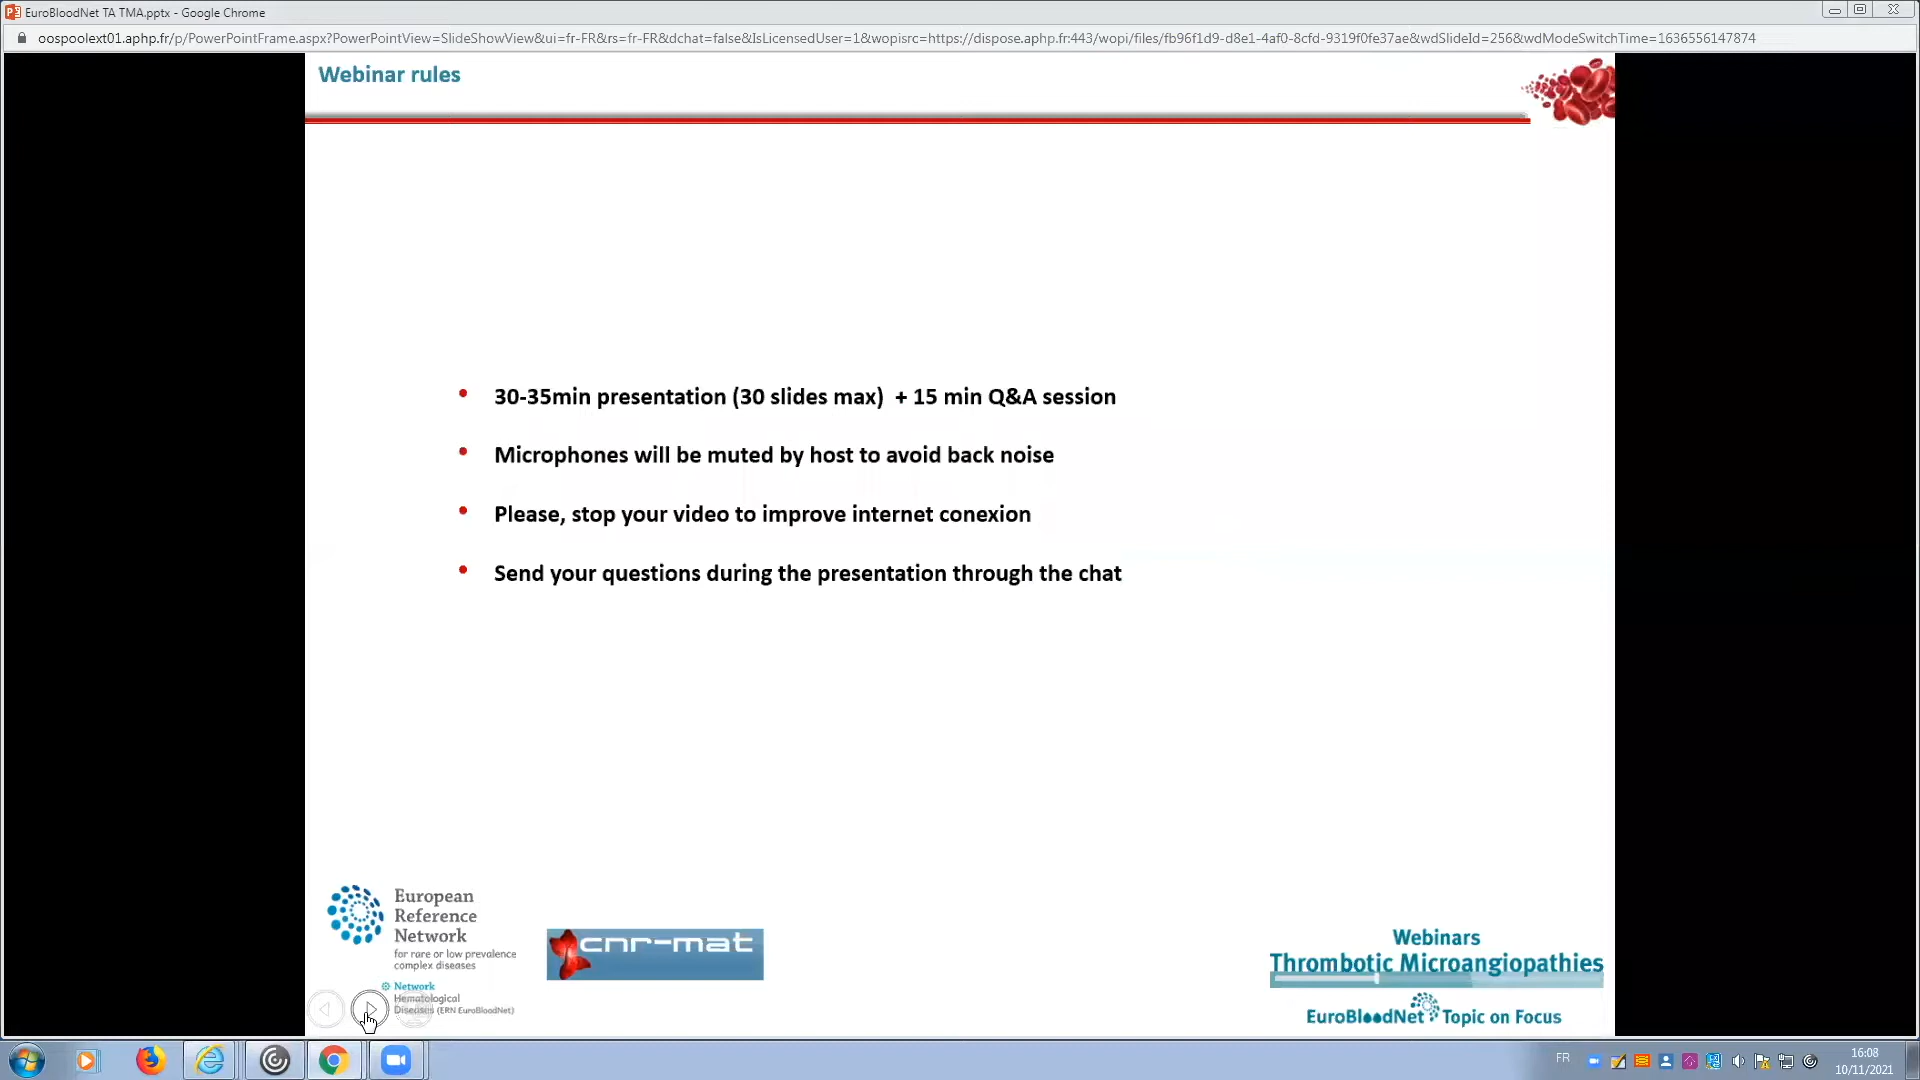 EuroBloodNet TA TMA.pptx - Google Chrome
oospoolext01.aphp.fr/p/PowerPointFrame.aspx?PowerPointView=SlideShowView&ui=fr-FR&rs=fr-FR&dchat=false&IsLicensedUser=1&wopisrc=https://dispose.aphp.fr:443/wopi/files/fb96f1d9-d8e1-4af0-8cfd-9319f0fe37ae&wdSlideId=256&wdModeSwitchTime=1636556147874
Webinar rules
• 30-35min presentation (30 slides max) + 15 min Q&A session
• Microphones will be muted by host to avoid back noise
• Please, stop your video to improve internet conexion
• Send your questions during the presentation through the chat
European
Reference
Network
for rare or low prevalence
complex diseases
Network
Hematological
Diseases (ERN EuroBloodNet)
cnr-mat
Webinars
Thrombotic Microangiopathies
EuroBloodNet Topic on Focus
FR
16:08
10/11/2021